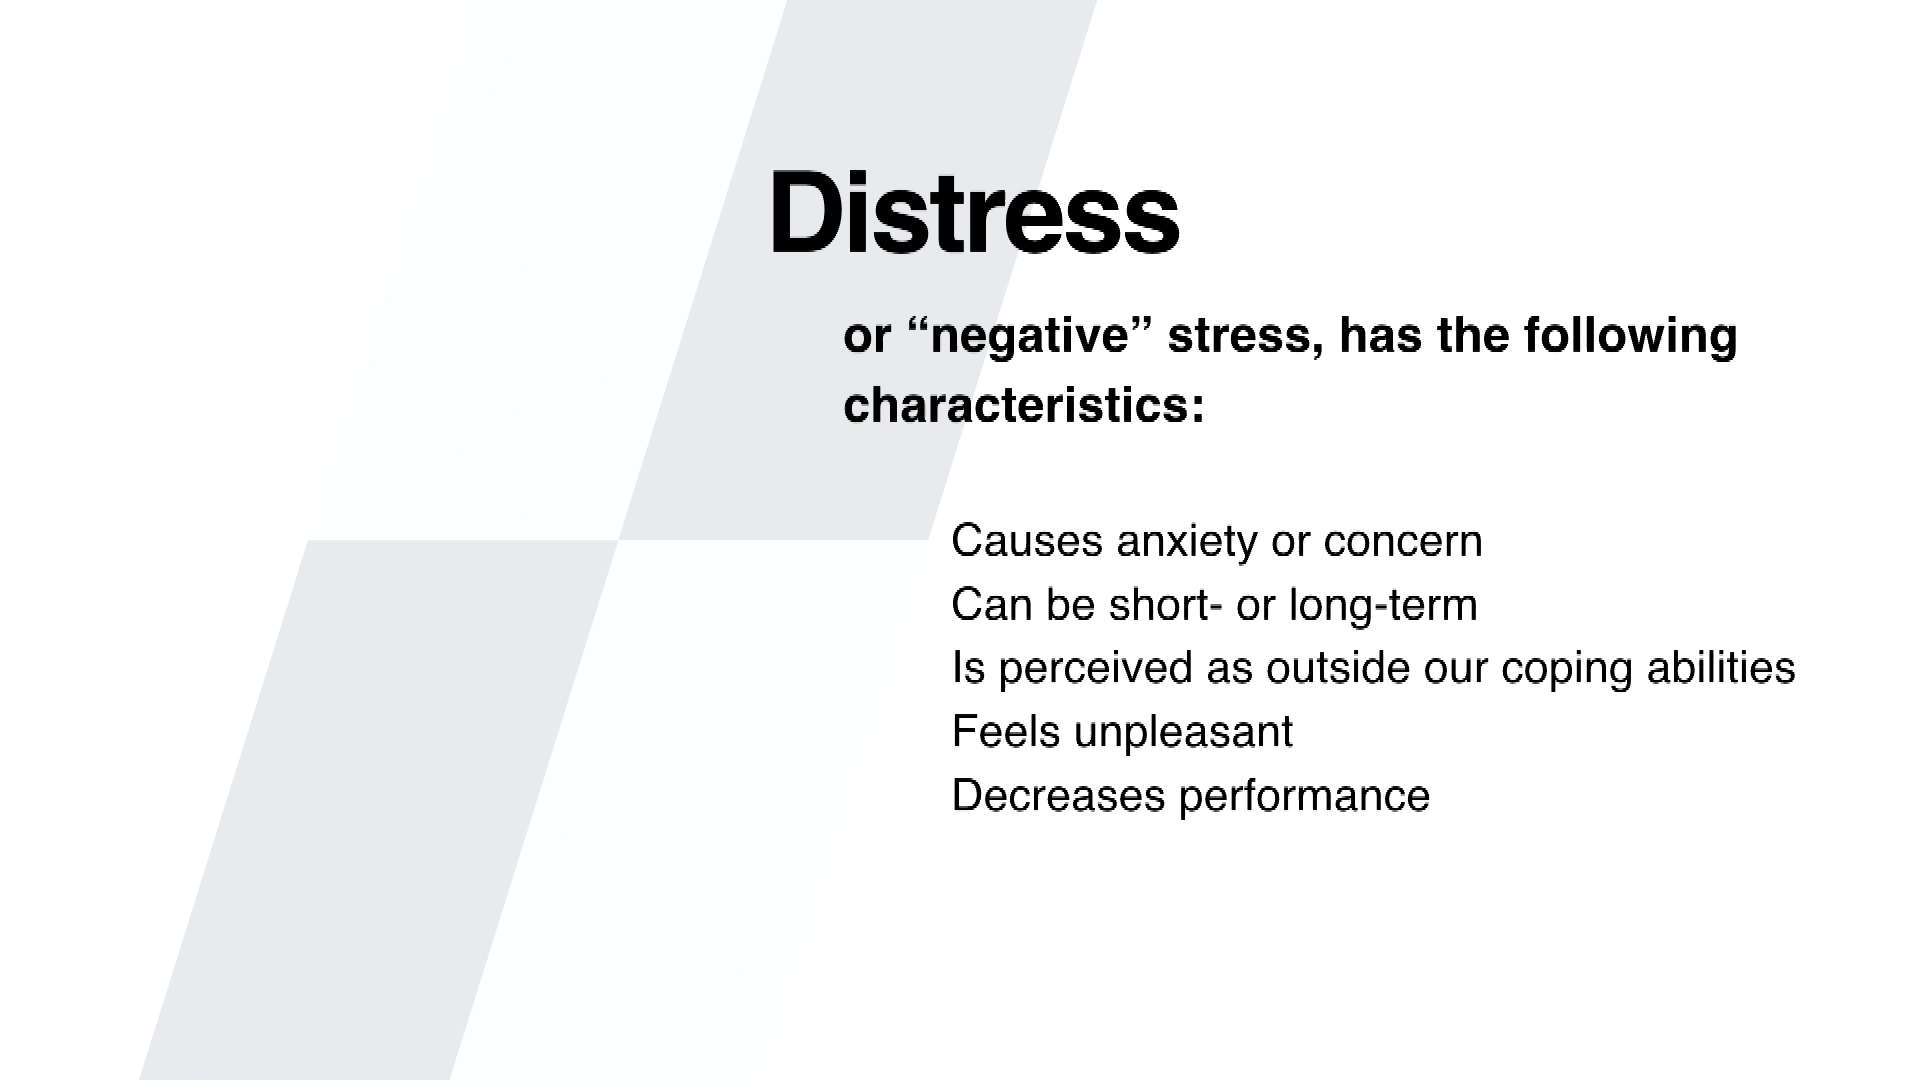 Distress
or “negative” stress, has the following
characteristics:
Causes anxiety or concern
Can be short- or long-term
Is perceived as outside our coping abilities
Feels unpleasant
Decreases performance